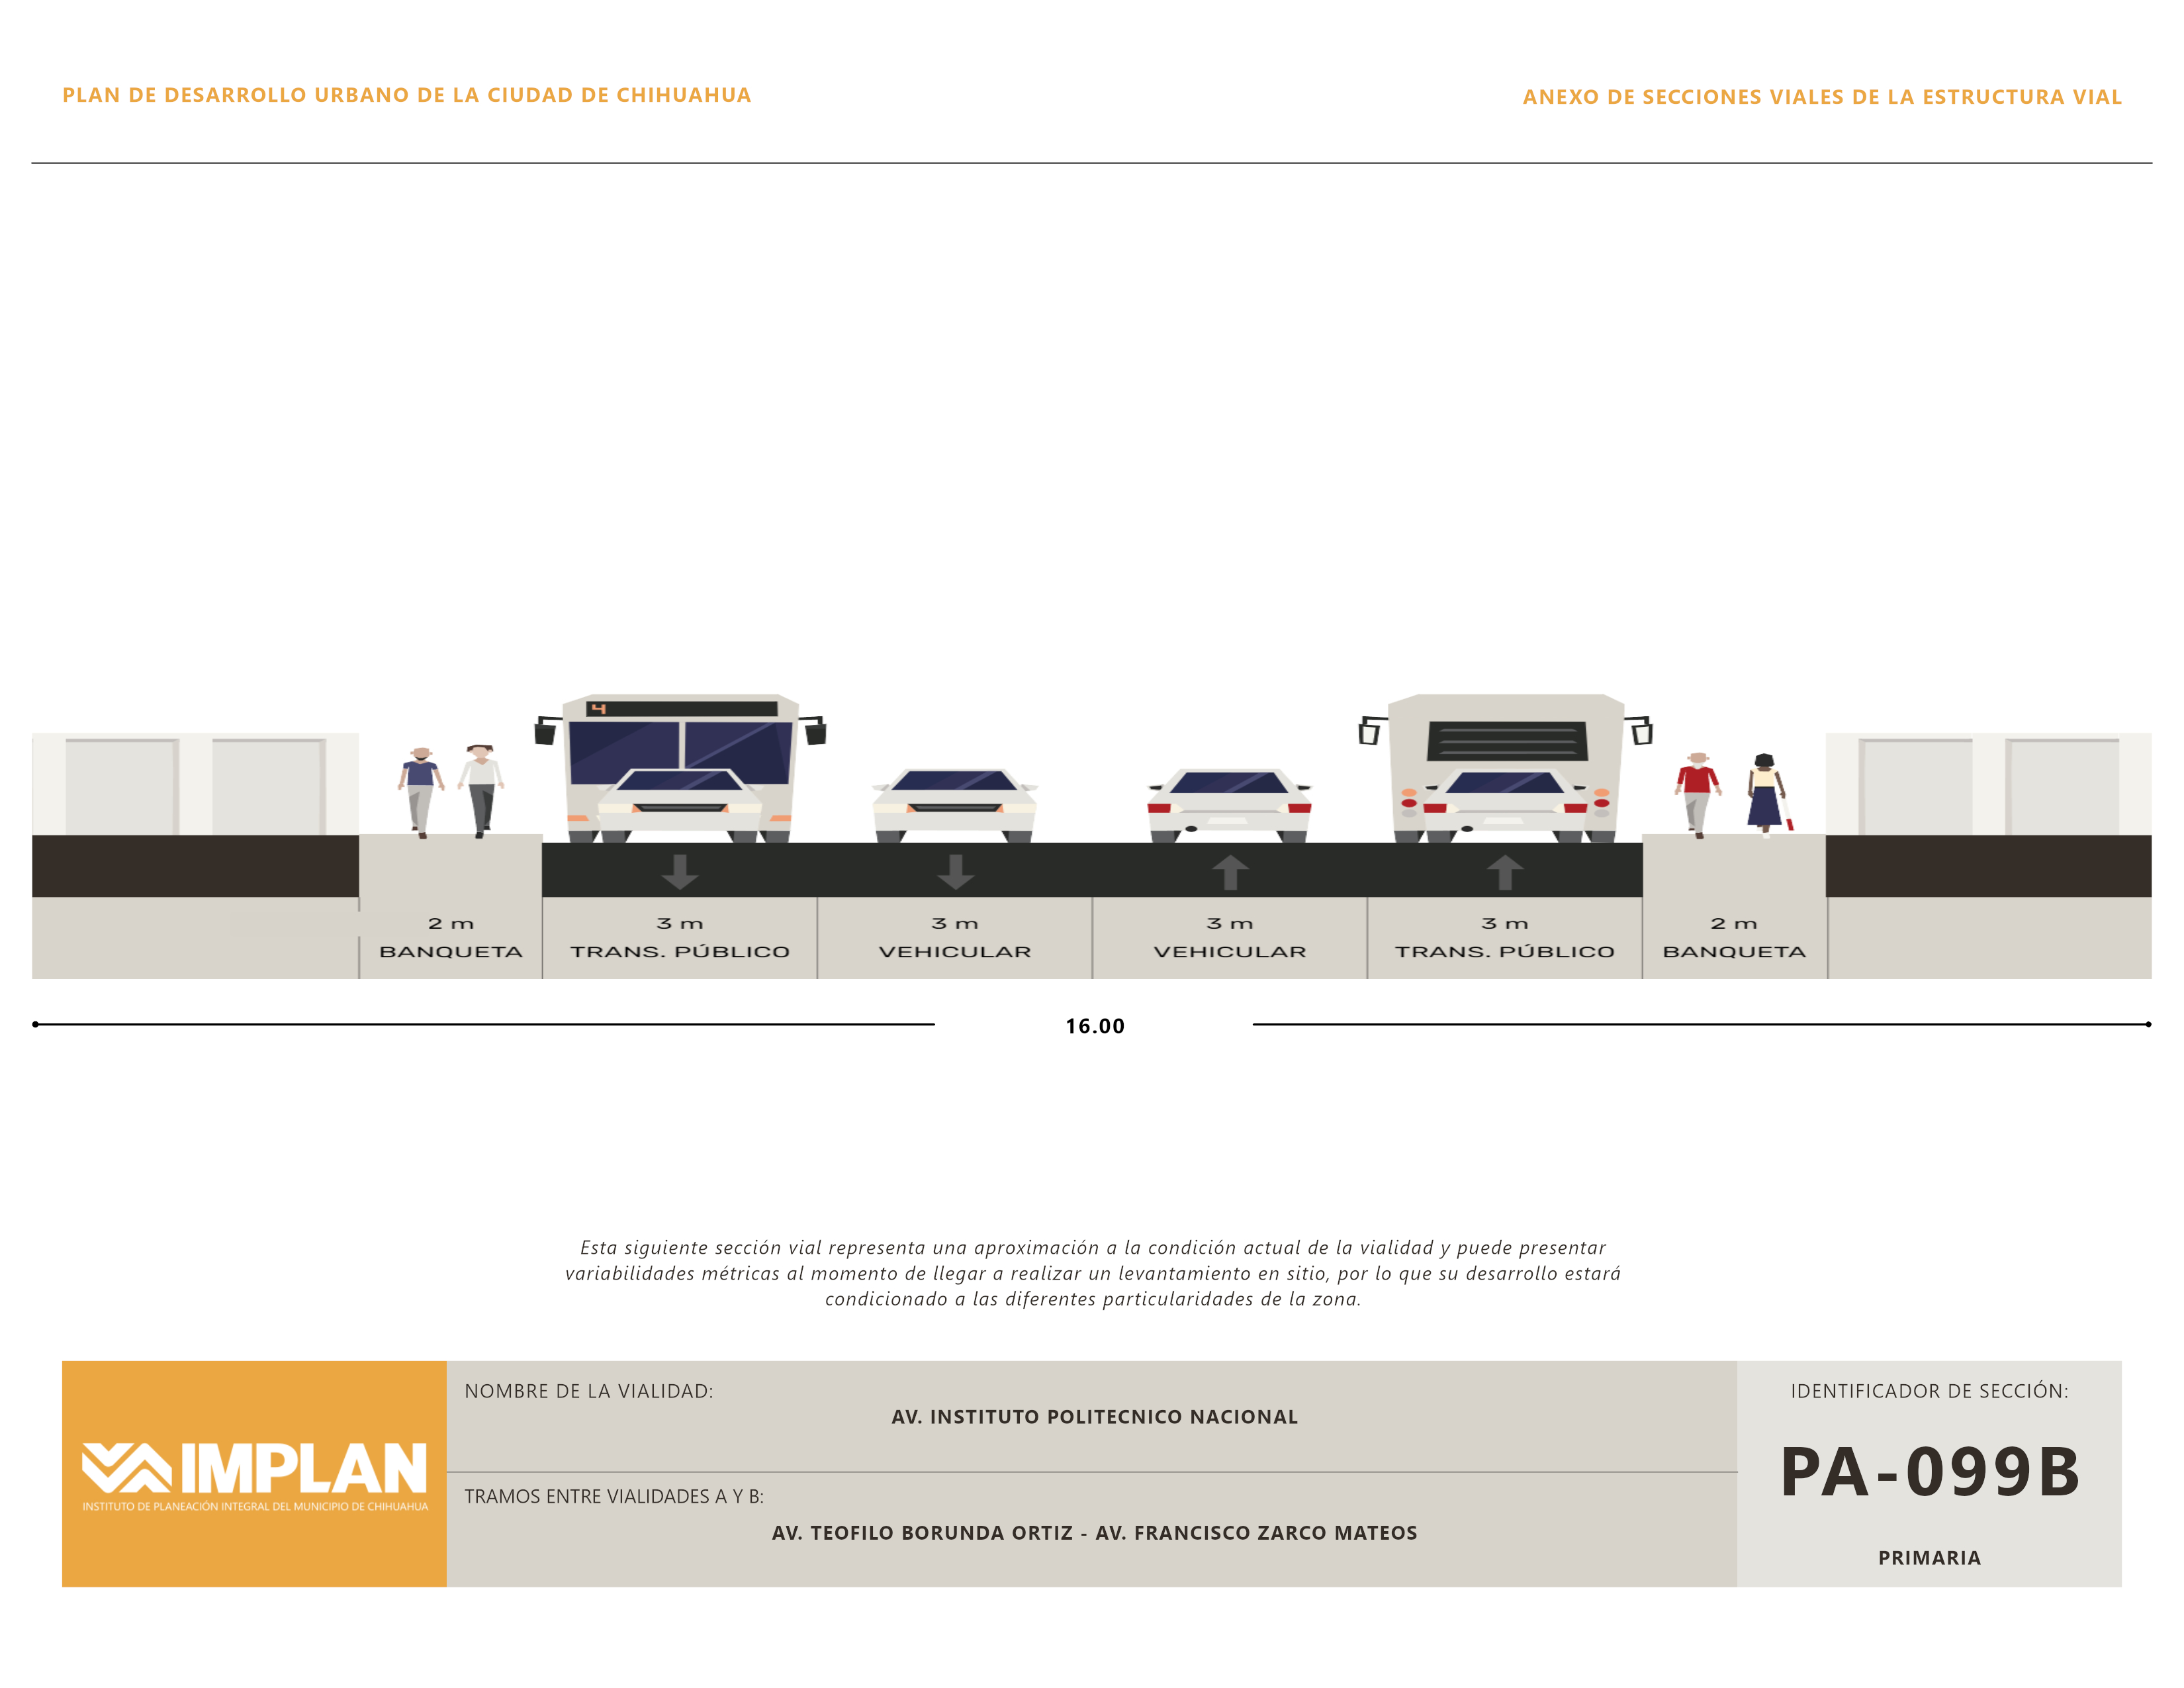 PLAN DE DESARROLLO URBANO DE LA CIUDAD DE CHIHUAHUA
ANEXO DE SECCIONES VIALES DE LA ESTRUCTURA VIAL
4
2 m
BANQUETA
3 m
TRANS. PÚBLICO
3 m
VEHICULAR
3 m
VEHICULAR
3 m
TRANS. PÚBLICO
2 m
BANQUETA
16.00
Esta siguiente sección vial representa una aproximación a la condición actual de la vialidad y puede presentar
variabilidades métricas al momento de llegar a realizar un levantamiento en sitio, por lo que su desarrollo estará
condicionado a las diferentes particularidades de la zona.
IMPLAN
INSTITUTO DE PLANEACIÓN INTEGRAL DEL MUNICIPIO DE CHIHUAHUA
NOMBRE DE LA VIALIDAD:
AV. INSTITUTO POLITECNICO NACIONAL
TRAMOS ENTRE VIALIDADES A Y B:
AV. TEOFILO BORUNDA ORTIZ - AV. FRANCISCO ZARCO MATEOS
IDENTIFICADOR DE SECCIÓN:
PA-099B
PRIMARIA